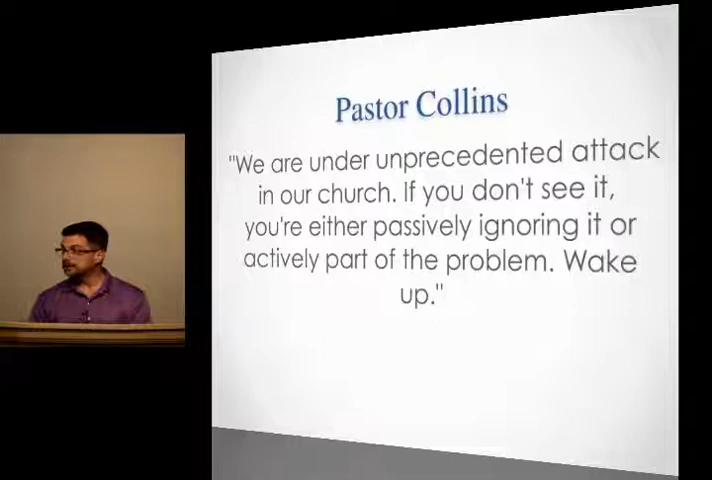 Pastor Collins
"We are under unprecedented attack
in our church. If you don't see it,
you're either passively ignoring it or
actively part of the problem. Wake
up."